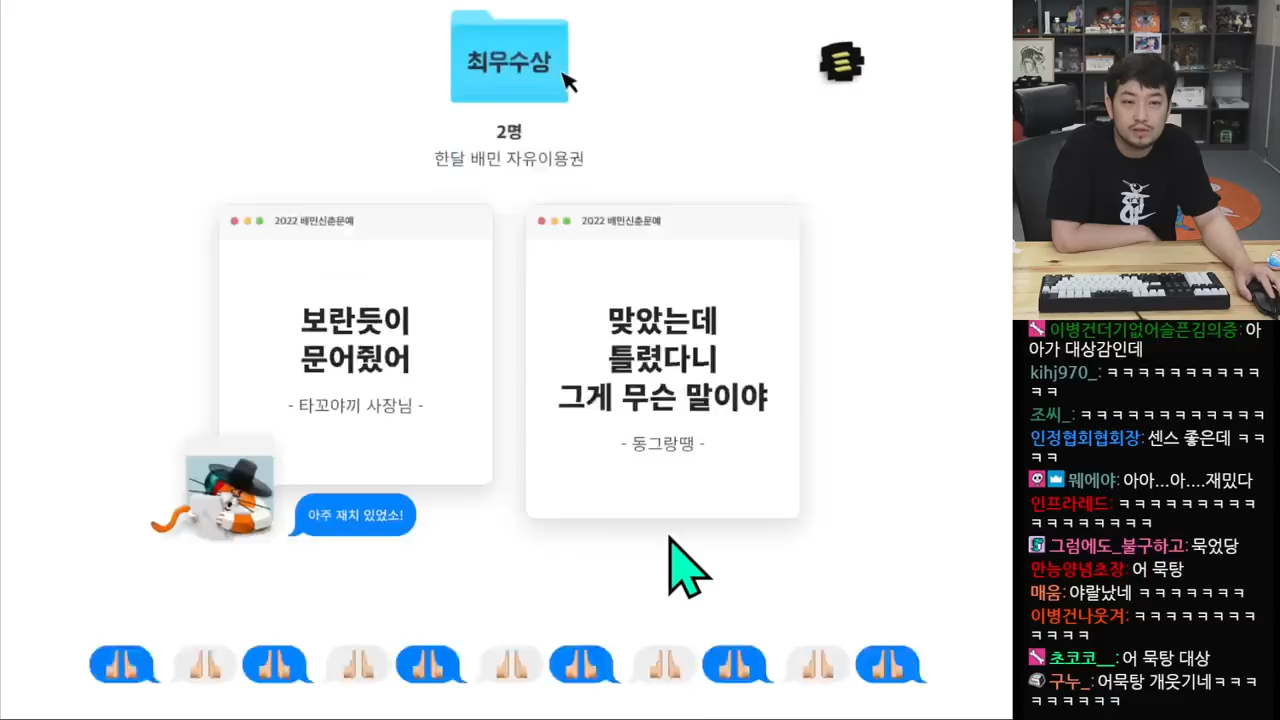 최우수상
2명
한달 배민 자유이용권
2022 배민신춘문예
보란듯이
문어줬어
- 타꼬야끼 사장님 -
아주 재치 있었소!
2022 배민신춘문예
맞았는데
틀렸다니
그게 무슨 말이야
- 동그랑땡 -
이병건더기없어슬픈김의중: 아
아가 대상감인데
kihj970_: ㅋㅋㅋㅋㅋㅋㅋㅋㅋㅋ
ㅋㅋ
조씨_: ㅋㅋㅋㅋㅋㅋㅋㅋㅋㅋㅋㅋ
인정협회협회장: 센스 좋은데 ㅋㅋ
ㅋㅋ
뭬에야: 아아...아....재밌다
인프라레드: ㅋㅋㅋㅋㅋㅋㅋㅋㅋ
ㅋㅋㅋㅋㅋㅋㅋㅋ
그럼에도_불구하고: 묵었당
만능양념초장: 어 묵탕
매움: 야랄났네 ㅋㅋㅋㅋㅋㅋㅋ
이병건나웃겨: ㅋㅋㅋㅋㅋㅋㅋㅋ
ㅋㅋㅋㅋ
초코코__: 어 묵탕 대상
구누_: 어묵탕 개웃기네ㅋㅋㅋ
ㅋㅋㅋㅋㅋㅋ